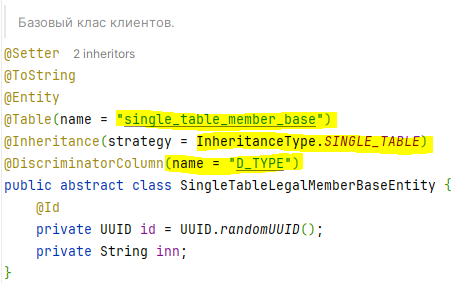 Базовый клас клиентов.
@Setter 2 inheritors
@ToString
@Entity
@Table(name = "single_table_member_base")
@Inheritance(strategy = InheritanceType.SINGLE_TABLE)
@DiscriminatorColumn(name = "D_TYPE")
public abstract class SingleTableLegalMemberBaseEntity {
@Id
private UUID id = UUID.randomUUID();
private String inn;
}